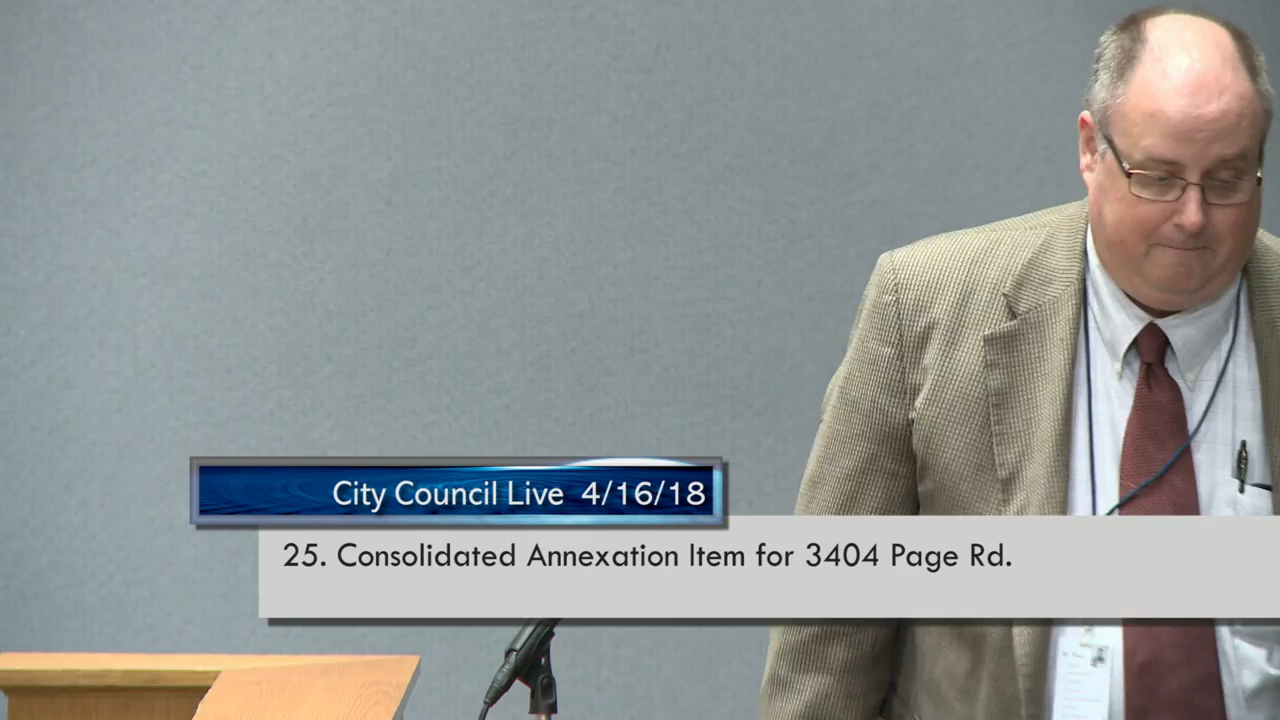 City Council Live 4/16/18
25. Consolidated Annexation Item for 3404 Page Rd.